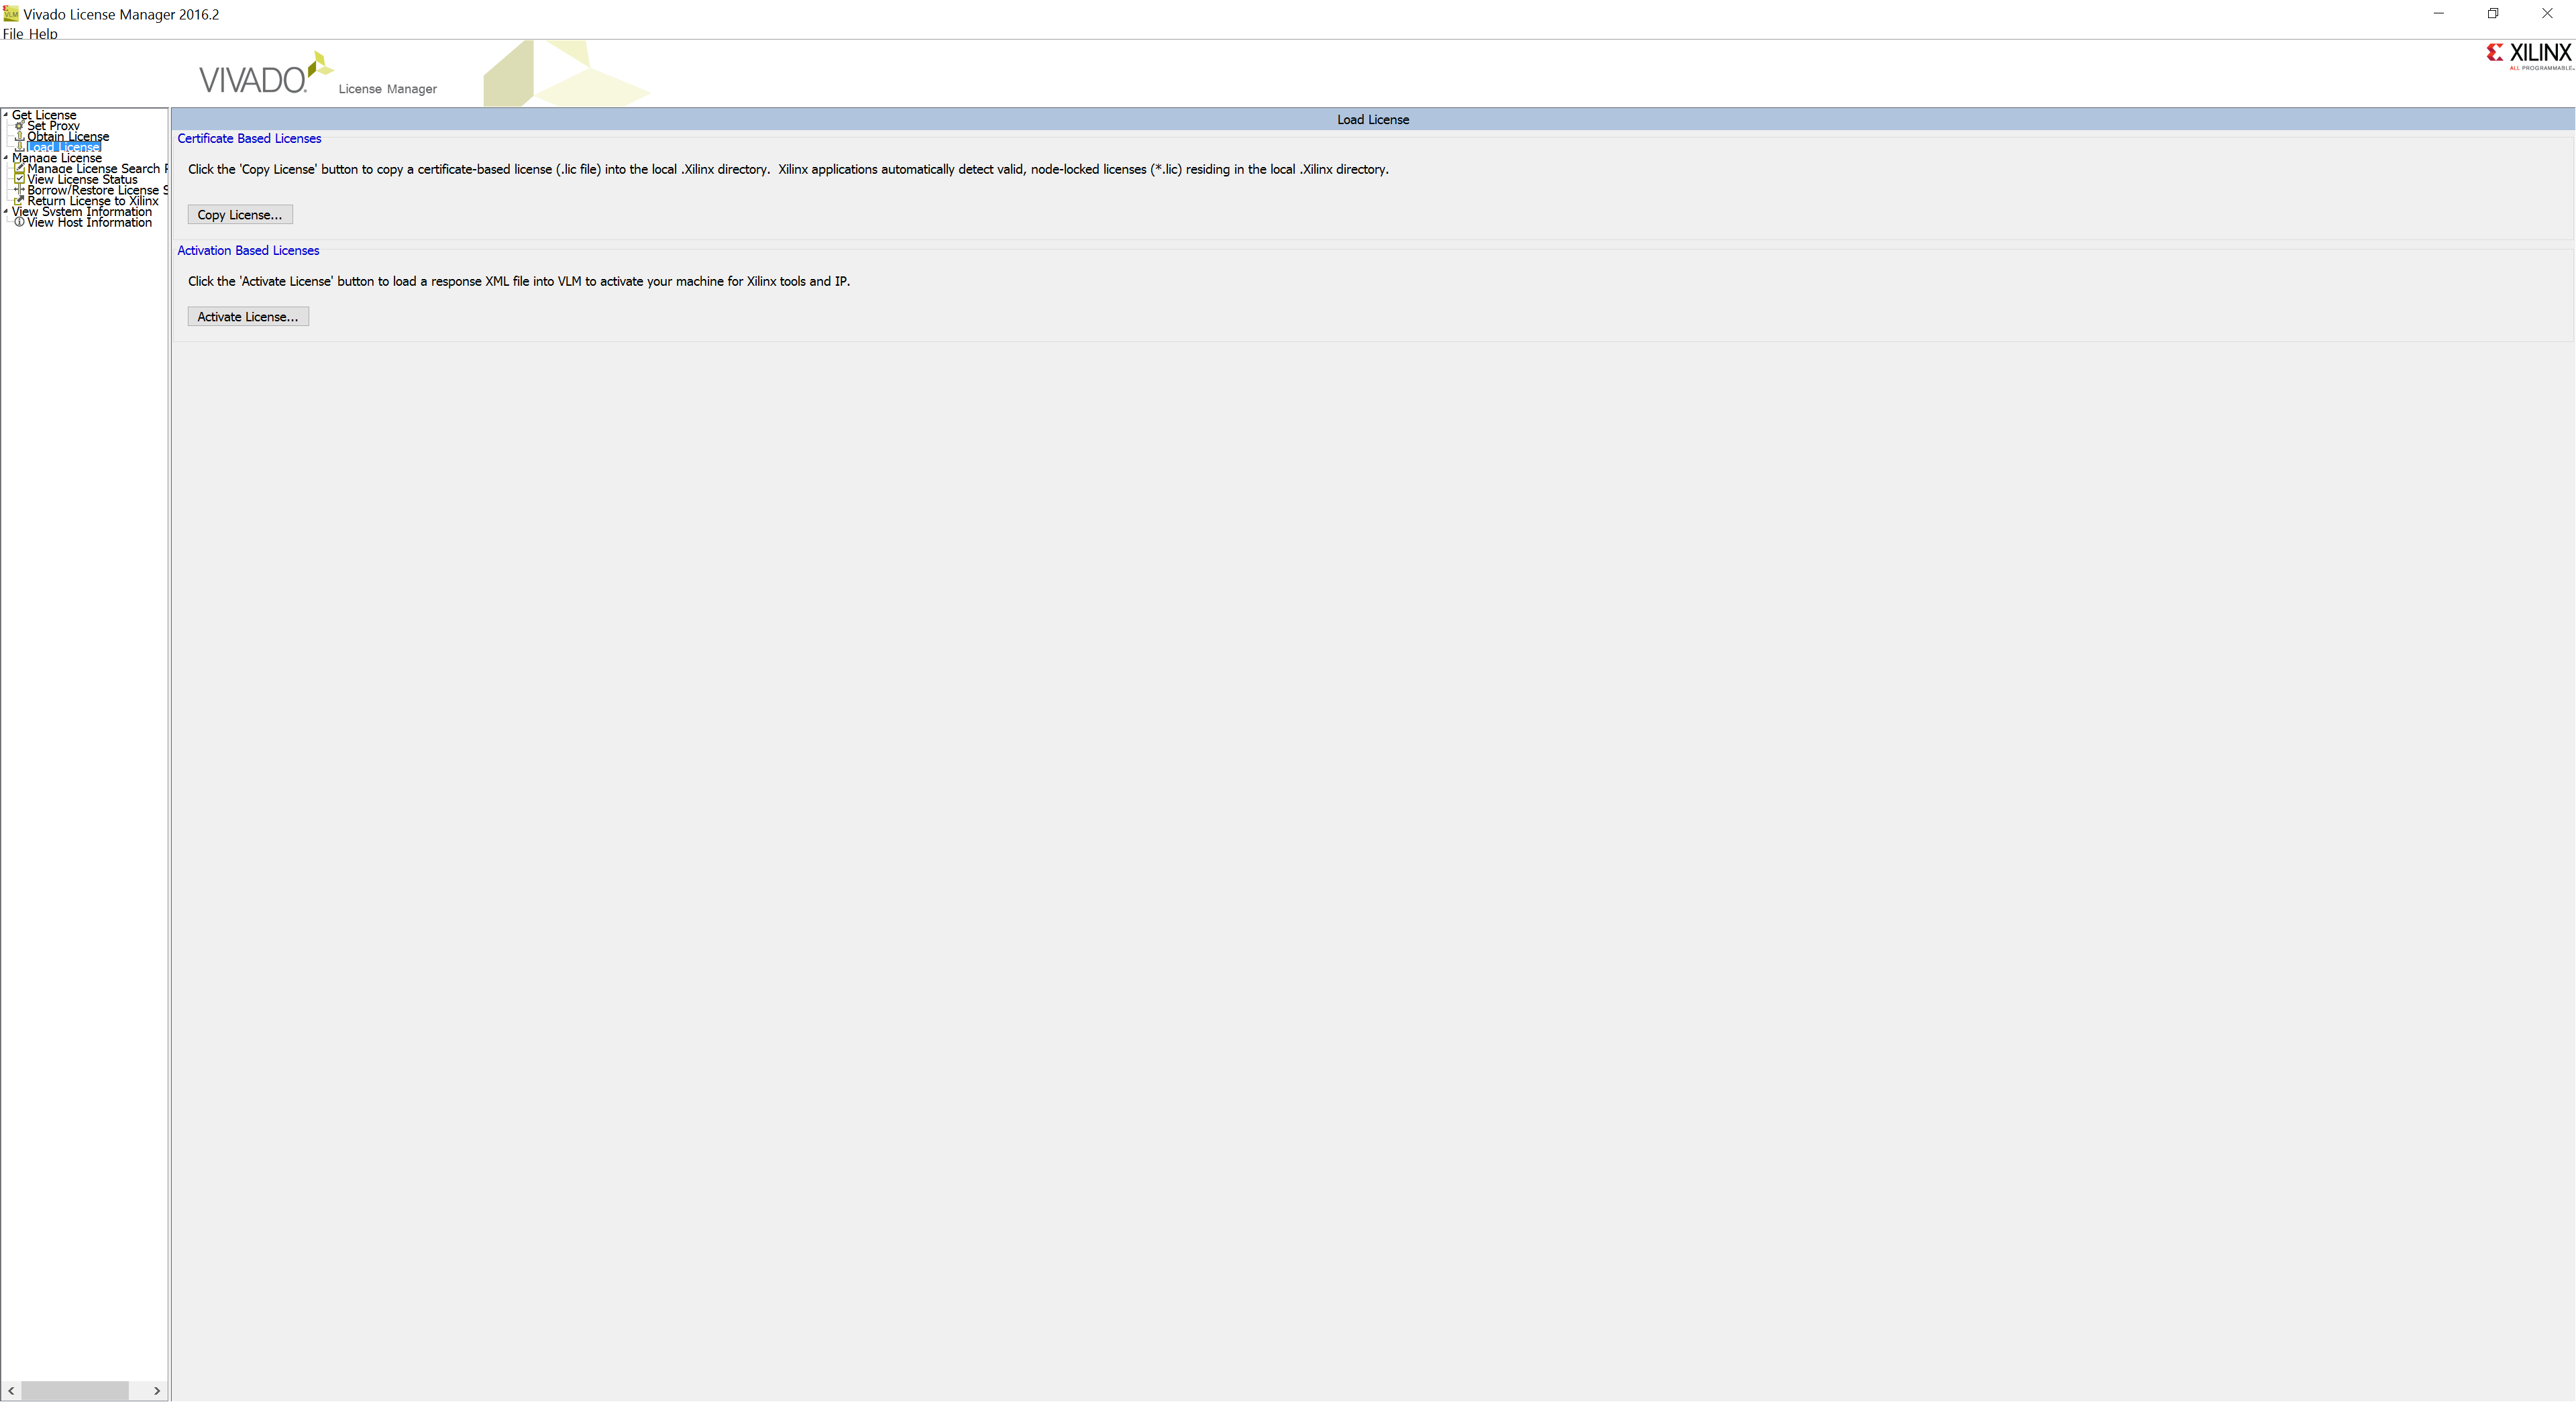 VLM
Vivado License Manager 2016.2
File Help
VIVADO.
License Manager
XILINX
ALL PROGRAMMABLE.
Get License
Set Proxy
Obtain License
Load License
Manage License
Manage License Search
View License Status
Borrow/Restore License S
Return License to Xilinx
View System Information
View Host Information
Load License
Certificate Based Licenses
Click the 'Copy License' button to copy a certificate-based license (.lic file) into the local .Xilinx directory.  Xilinx applications automatically detect valid, node-locked licenses (*.lic) residing in the local .Xilinx directory.
Copy License...
Activation Based Licenses
Click the 'Activate License' button to load a response XML file into VLM to activate your machine for Xilinx tools and IP.
Activate License...